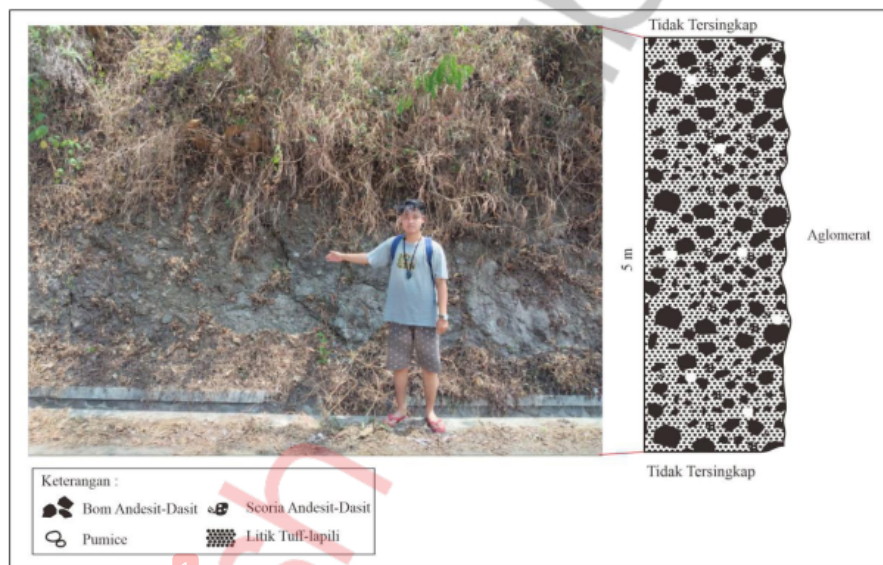 Tidak Tersingkap
5 m
Aglomerat
Tidak Tersingkap
Keterangan :
Bom Andesit-Dasit
Scoria Andesit-Dasit
Pumice
Litik Tuff-lapili